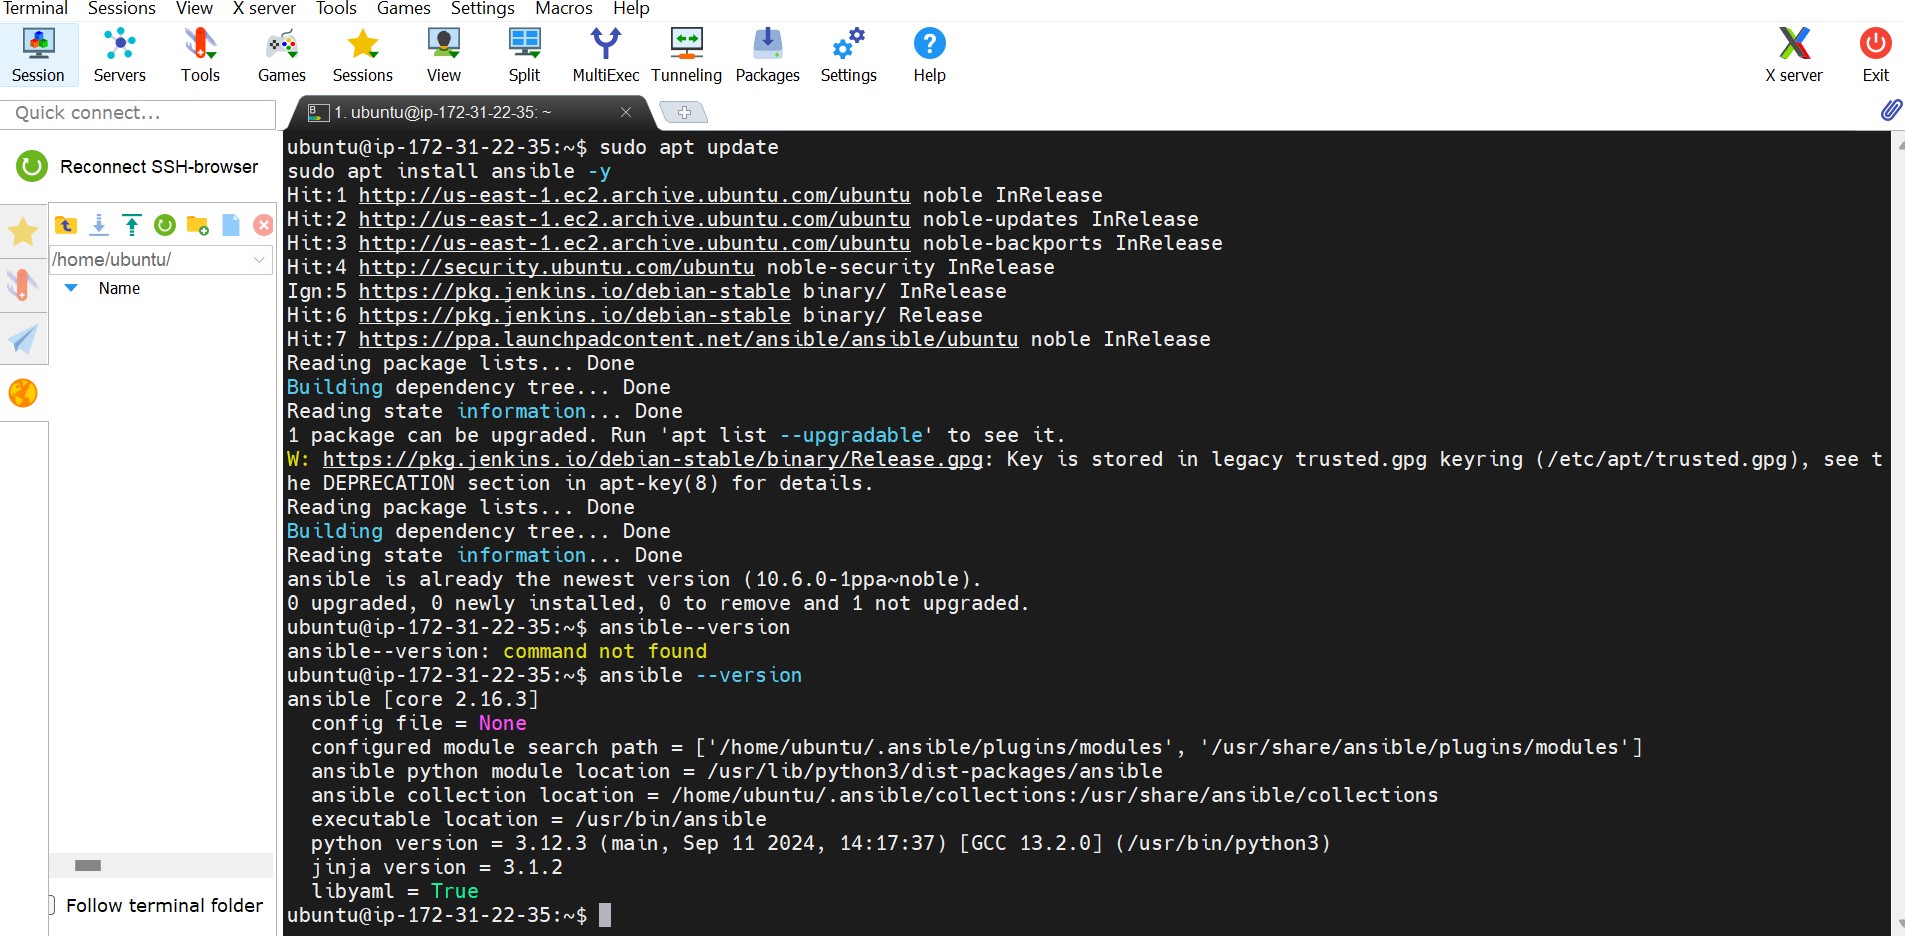 Terminal Sessions View X server Tools Games Settings Macros Help
Session Servers Tools Games Sessions View Split MultiExec Tunneling Packages Settings Help X server Exit
Quick connect...
1. ubuntu@ip-172-31-22-35: ~
Reconnect SSH-browser
/home/ubuntu/
Name
Follow terminal folder
ubuntu@ip-172-31-22-35:~$ sudo apt update
sudo apt install ansible -y
Hit:1 http://us-east-1.ec2.archive.ubuntu.com/ubuntu noble InRelease
Hit:2 http://us-east-1.ec2.archive.ubuntu.com/ubuntu noble-updates InRelease
Hit:3 http://us-east-1.ec2.archive.ubuntu.com/ubuntu noble-backports InRelease
Hit:4 http://security.ubuntu.com/ubuntu noble-security InRelease
Ign:5 https://pkg.jenkins.io/debian-stable binary/ InRelease
Hit:6 https://pkg.jenkins.io/debian-stable binary/ Release
Hit:7 https://ppa.launchpadcontent.net/ansible/ansible/ubuntu noble InRelease
Reading package lists... Done
Building dependency tree... Done
Reading state information... Done
1 package can be upgraded. Run 'apt list --upgradable' to see it.
W: https://pkg.jenkins.io/debian-stable/binary/Release.gpg: Key is stored in legacy trusted.gpg keyring (/etc/apt/trusted.gpg), see t
he DEPRECATION section in apt-key(8) for details.
Reading package lists... Done
Building dependency tree... Done
Reading state information... Done
ansible is already the newest version (10.6.0-1ppa~noble).
0 upgraded, 0 newly installed, 0 to remove and 1 not upgraded.
ubuntu@ip-172-31-22-35:~$ ansible--version
ansible--version: command not found
ubuntu@ip-172-31-22-35:~$ ansible --version
ansible [core 2.16.3]
  config file = None
  configured module search path = ['/home/ubuntu/.ansible/plugins/modules', '/usr/share/ansible/plugins/modules']
  ansible python module location = /usr/lib/python3/dist-packages/ansible
  ansible collection location = /home/ubuntu/.ansible/collections:/usr/share/ansible/collections
  executable location = /usr/bin/ansible
  python version = 3.12.3 (main, Sep 11 2024, 14:17:37) [GCC 13.2.0] (/usr/bin/python3)
  jinja version = 3.1.2
  libyaml = True
ubuntu@ip-172-31-22-35:~$